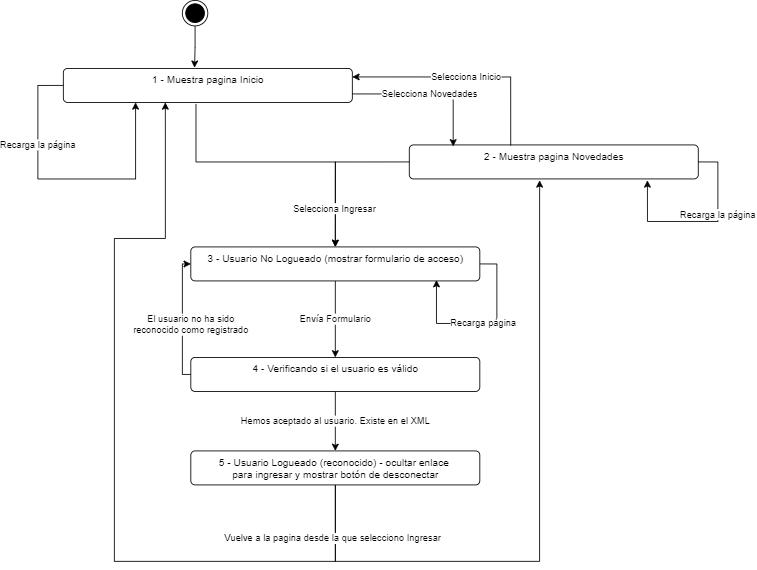 1 - Muestra pagina Inicio
Selecciona Inicio
Selecciona Novedades
Recarga la página
2 - Muestra pagina Novedades
Selecciona Ingresar
Recarga la página
3 - Usuario No Logueado (mostrar formulario de acceso)
El usuario no ha sido
reconocido como registrado
Envía Formulario
Recarga pagina
4 - Verificando si el usuario es válido
Hemos aceptado al usuario. Existe en el XML
5 - Usuario Logueado (reconocido) - ocultar enlace
para ingresar y mostrar botón de desconectar
Vuelve a la pagina desde la que selecciono Ingresar